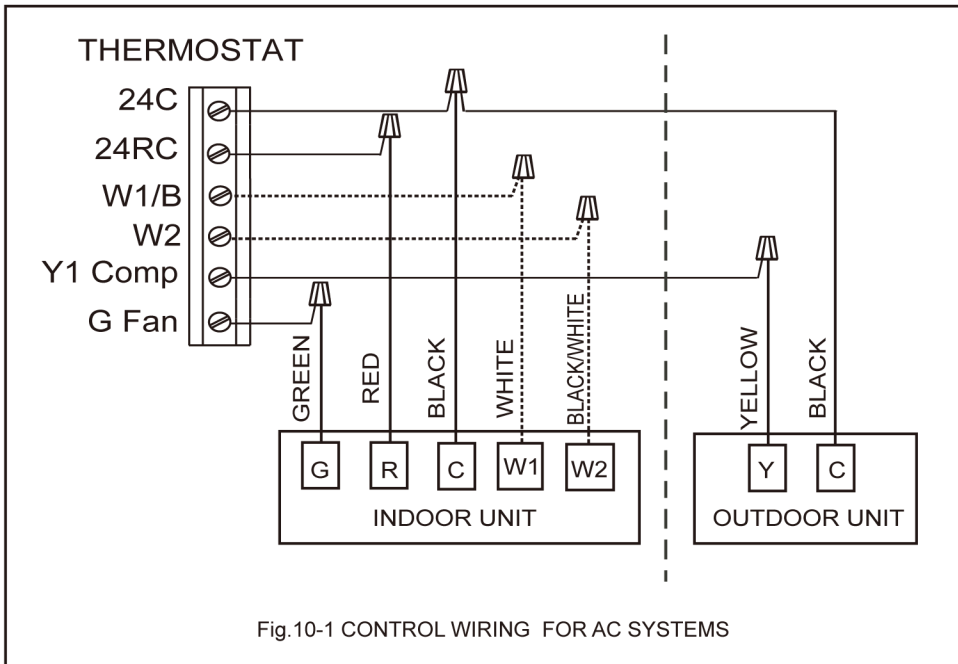 THERMOSTAT
24C
24RC
W1/B
W2
Y1 Comp
G Fan
GREEN
RED
BLACK
WHITE
BLACK/WHITE
YELLOW
BLACK
G R C W1 W2
INDOOR UNIT
Y C
OUTDOOR UNIT
Fig.10-1 CONTROL WIRING FOR AC SYSTEMS